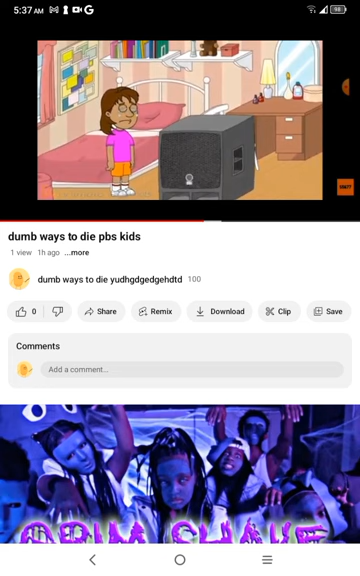 5:37 AM
98
dumb ways to die pbs kids
1 view 1h ago ...more
dumb ways to die yudhgdgedgehdtd 100
0
Share
Remix
Download
Clip
Save
Comments
Add a comment...